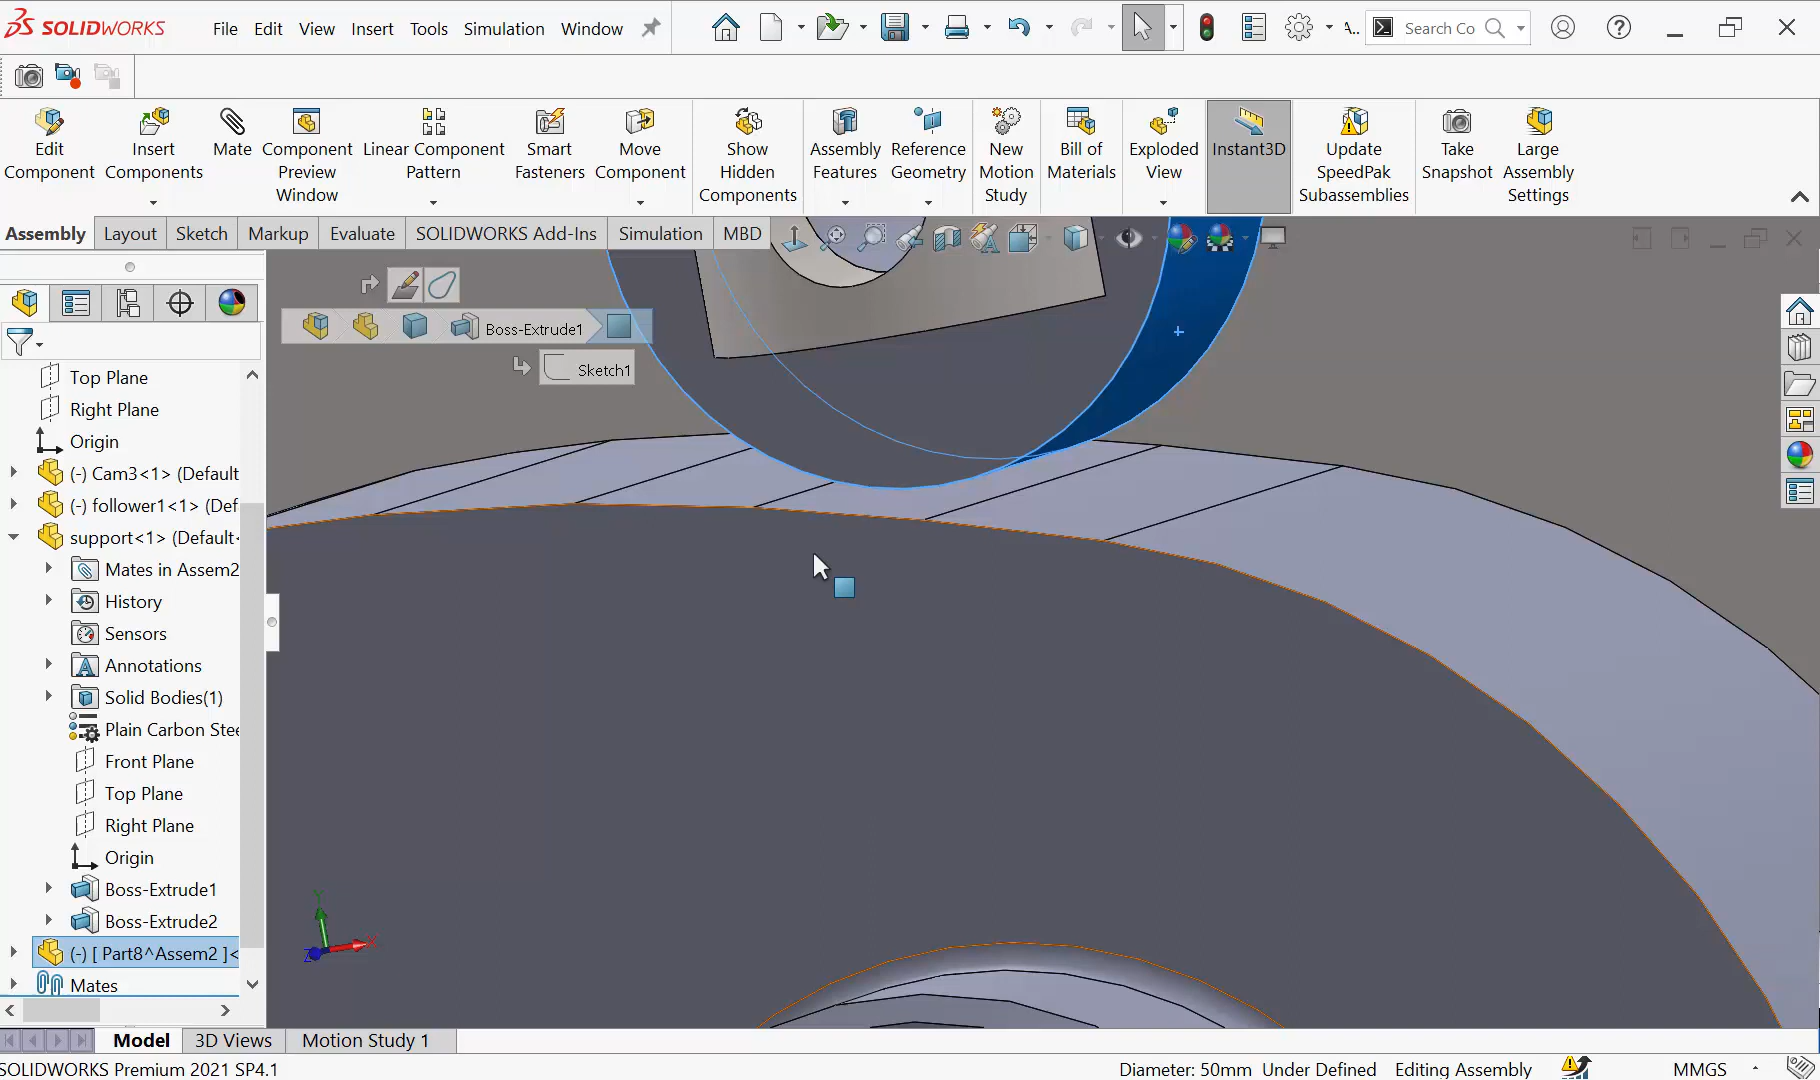 SOLIDWORKS File Edit View Insert Tools Simulation Window A.. Search Co
Edit Component
Insert Components
Mate
Component Preview Window
Linear Component Pattern
Smart Fasteners
Move Component
Show Hidden Components
Assembly Features
Reference Geometry
New Motion Study
Bill of Materials
Exploded View
Instant3D
Update SpeedPak Subassemblies
Take Snapshot
Large Assembly Settings
Assembly Layout Sketch Markup Evaluate SOLIDWORKS Add-Ins Simulation MBD
Boss-Extrude1
Sketch1
Top Plane
Right Plane
Origin
(-) Cam3<1> (Default
(-) follower1<1> (Def
support<1> (Default<
Mates in Assem2
History
Sensors
Annotations
Solid Bodies(1)
Plain Carbon Stee
Front Plane
Top Plane
Right Plane
Origin
Boss-Extrude1
Boss-Extrude2
(-) [ Part8^Assem2 ]<
Mates
Y
X
Z
Model 3D Views Motion Study 1
SOLIDWORKS Premium 2021 SP4.1 Diameter: 50mm Under Defined Editing Assembly MMGS